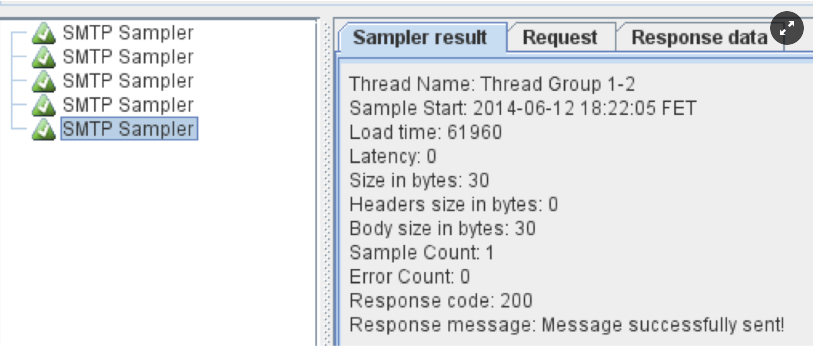 SMTP Sampler
SMTP Sampler
SMTP Sampler
SMTP Sampler
SMTP Sampler
Sampler result Request Response data
Thread Name: Thread Group 1-2
Sample Start: 2014-06-12 18:22:05 FET
Load time: 61960
Latency: 0
Size in bytes: 30
Headers size in bytes: 0
Body size in bytes: 30
Sample Count: 1
Error Count: 0
Response code: 200
Response message: Message successfully sent!